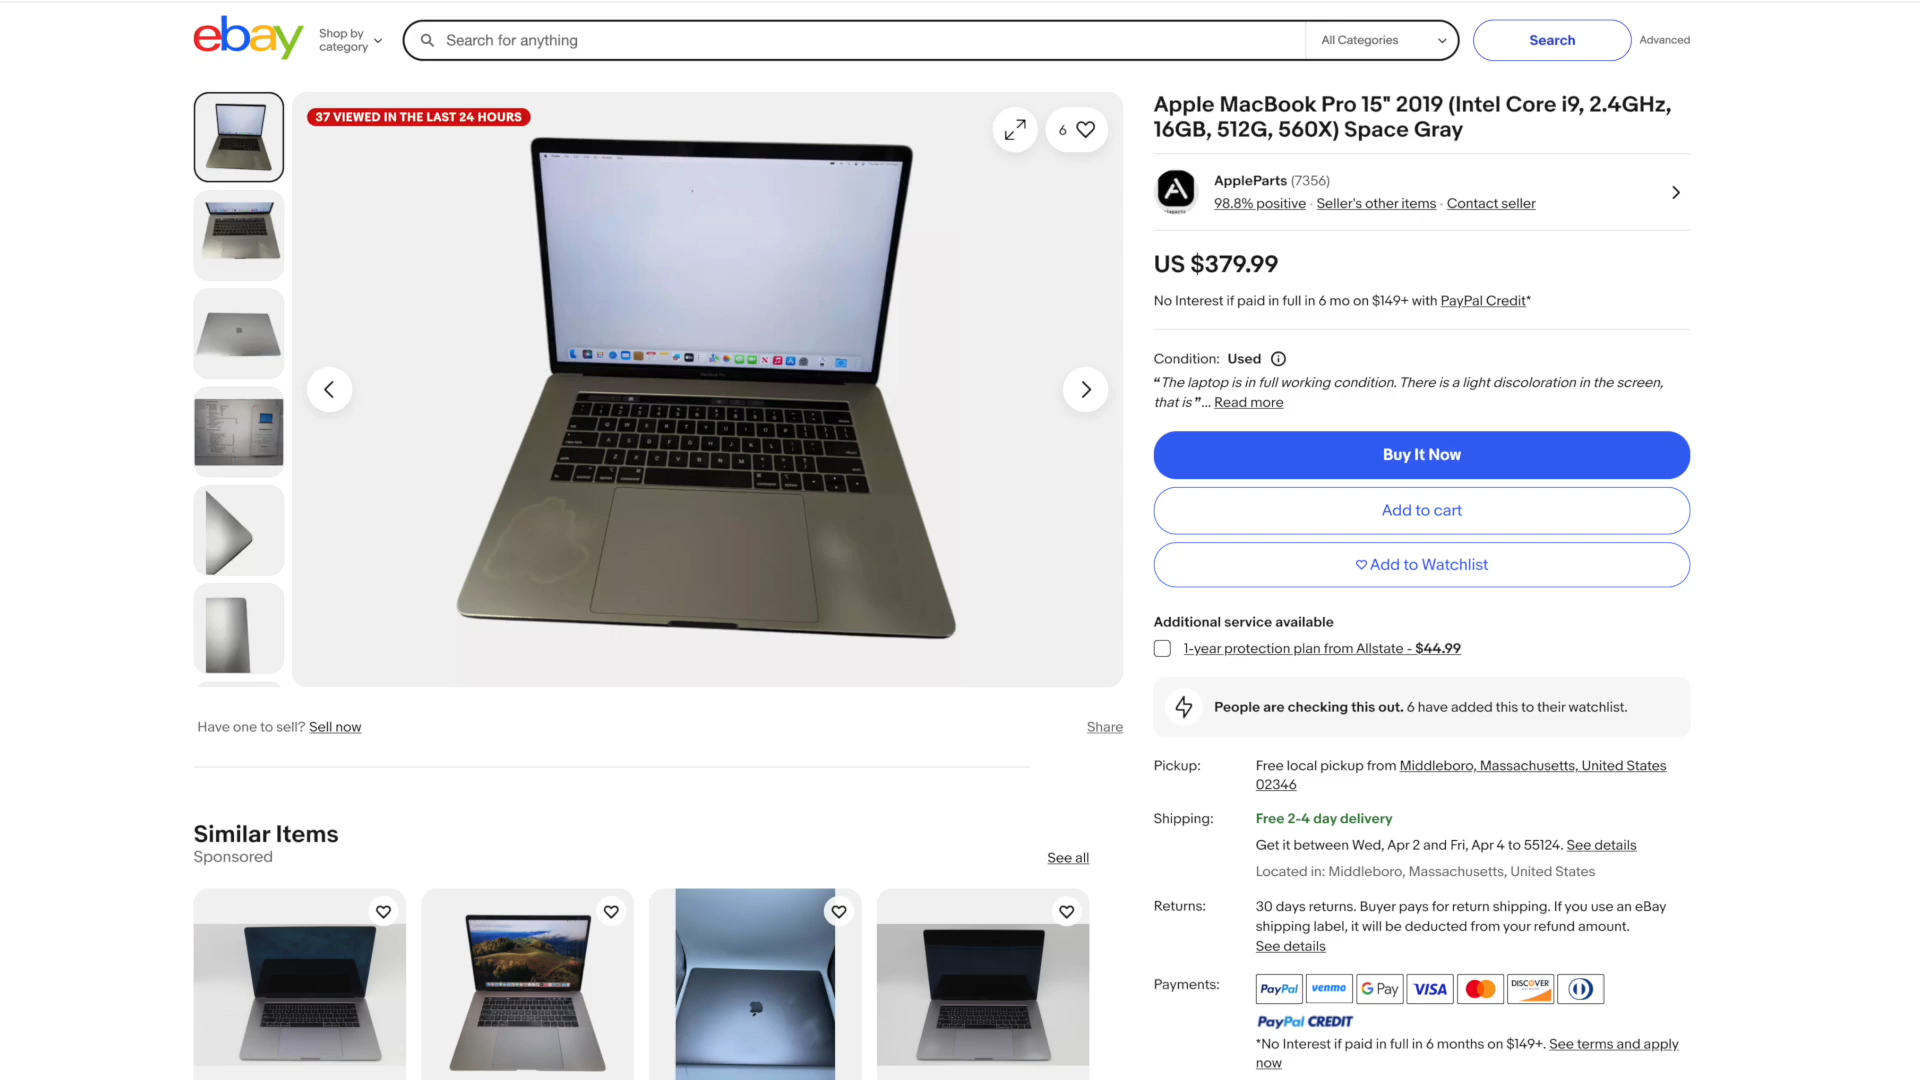 ebay
Shop by
category
Search for anything
All Categories
Search
Advanced
37 VIEWED IN THE LAST 24 HOURS
6
Apple MacBook Pro 15" 2019 (Intel Core i9, 2.4GHz,
16GB, 512G, 560X) Space Gray
AppleParts (7356)
98.8% positive · Seller's other items · Contact seller
US $379.99
No Interest if paid in full in 6 mo on $149+ with PayPal Credit*
Condition: Used
“The laptop is in full working condition. There is a light discoloration in the screen,
that is”... Read more
Buy It Now
Add to cart
Add to Watchlist
Additional service available
1-year protection plan from Allstate - $44.99
People are checking this out. 6 have added this to their watchlist.
Have one to sell? Sell now
Share
Pickup: Free local pickup from Middleboro, Massachusetts, United States
02346
Shipping: Free 2-4 day delivery
Get it between Wed, Apr 2 and Fri, Apr 4 to 55124. See details
Located in: Middleboro, Massachusetts, United States
Returns: 30 days returns. Buyer pays for return shipping. If you use an eBay
shipping label, it will be deducted from your refund amount.
See details
Payments: PayPal venmo G Pay VISA DISCOVER
PayPal CREDIT
*No Interest if paid in full in 6 months on $149+. See terms and apply
now
Similar Items
Sponsored
See all